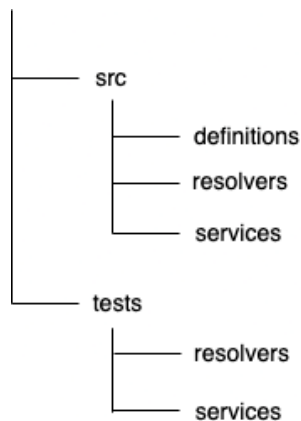 src
definitions
resolvers
services
tests
resolvers
services